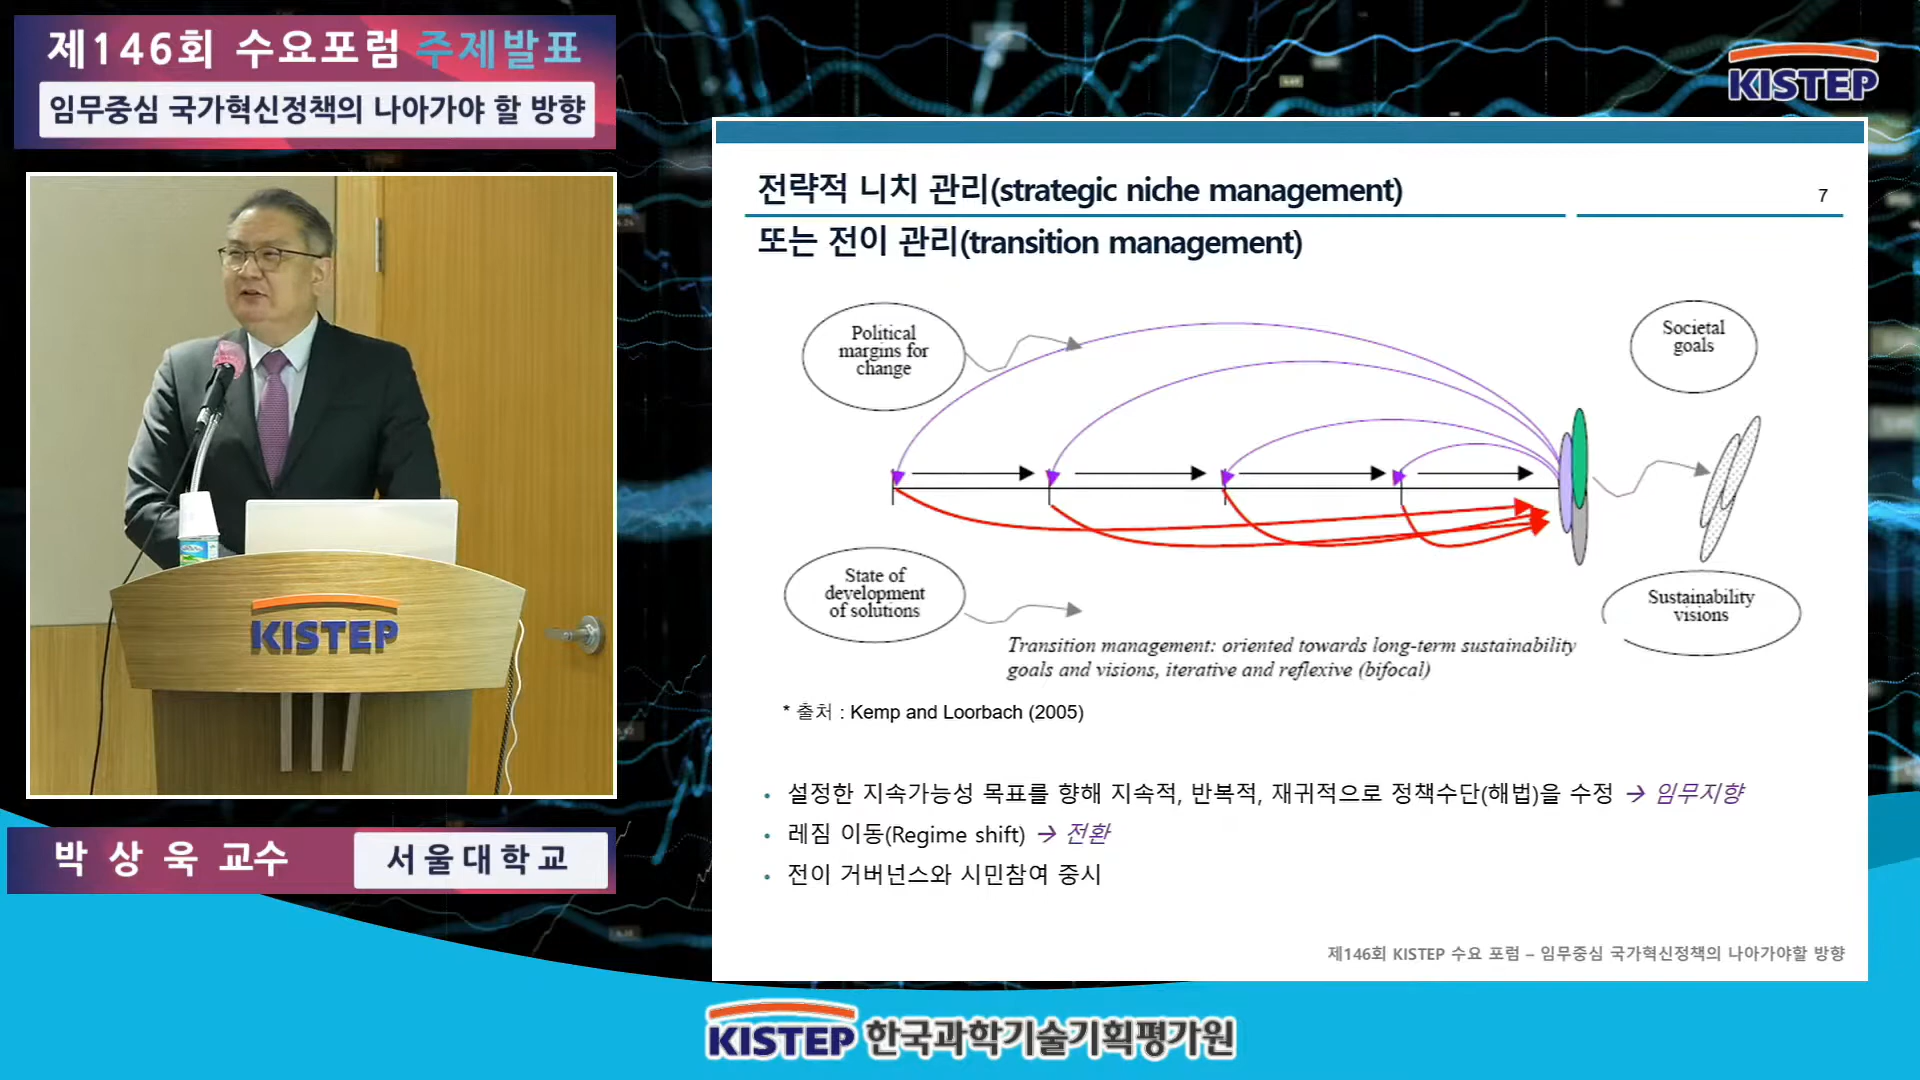 제146회 수요포럼 주제발표
임무중심 국가혁신정책의 나아가야 할 방향
KISTEP
KISTEP
박 상 욱 교수
서울대학교
전략적 니치 관리(strategic niche management)
7
또는 전이 관리(transition management)
Political
margins for
change
Societal
goals
State of
development
of solutions
Sustainability
visions
Transition management: oriented towards long-term sustainability
goals and visions, iterative and reflexive (bifocal)
* 출처 : Kemp and Loorbach (2005)
• 설정한 지속가능성 목표를 향해 지속적, 반복적, 재귀적으로 정책수단(해법)을 수정 → 임무지향
• 레짐 이동(Regime shift) → 전환
• 전이 거버넌스와 시민참여 중시
제146회 KISTEP 수요 포럼 – 임무중심 국가혁신정책의 나아가야할 방향
KISTEP 한국과학기술기획평가원